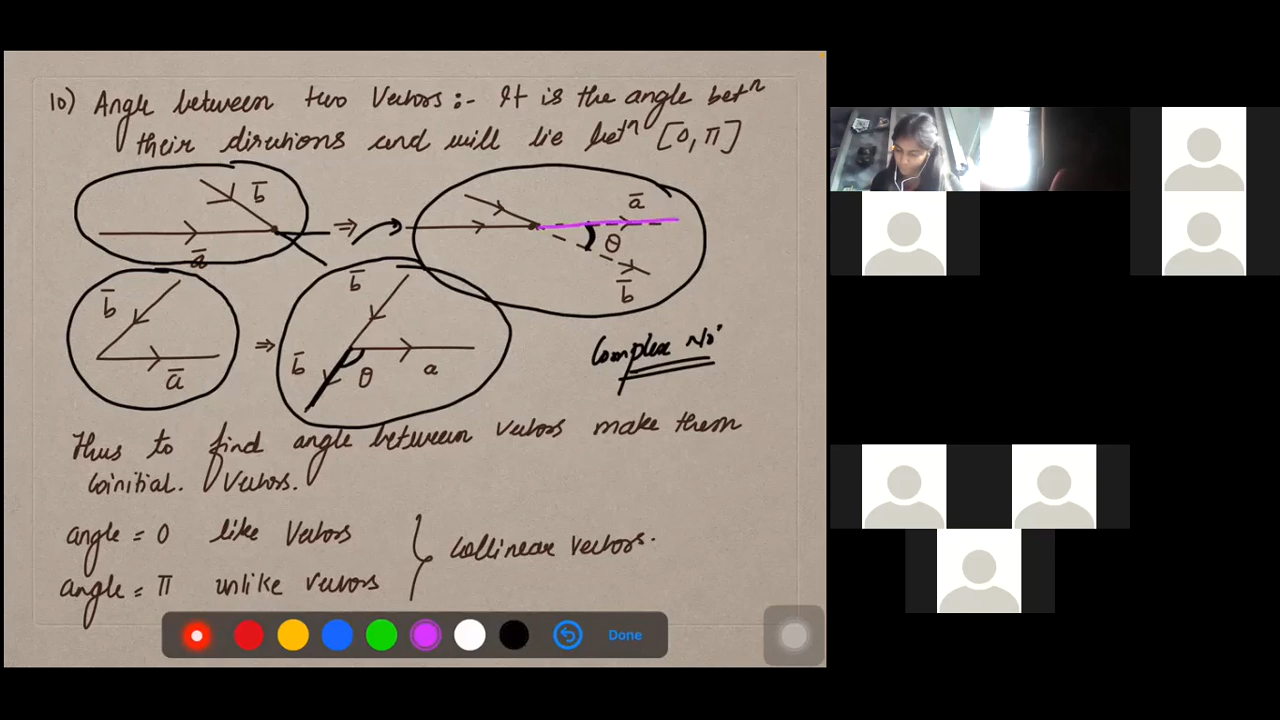 10) Angle between two Vectors :- It is the angle betⁿ
their directions and will lie betⁿ [0, π]
b̅
a̅
⇒
a̅
θ
b̅
b̅
a̅
⇒
b̅
b̅
θ
a
Complex No.
Thus to find angle between vectors make them
coinitial. Vectors.
angle = 0 like Vectors
angle = π unlike vectors
} Collinear vectors.
Done